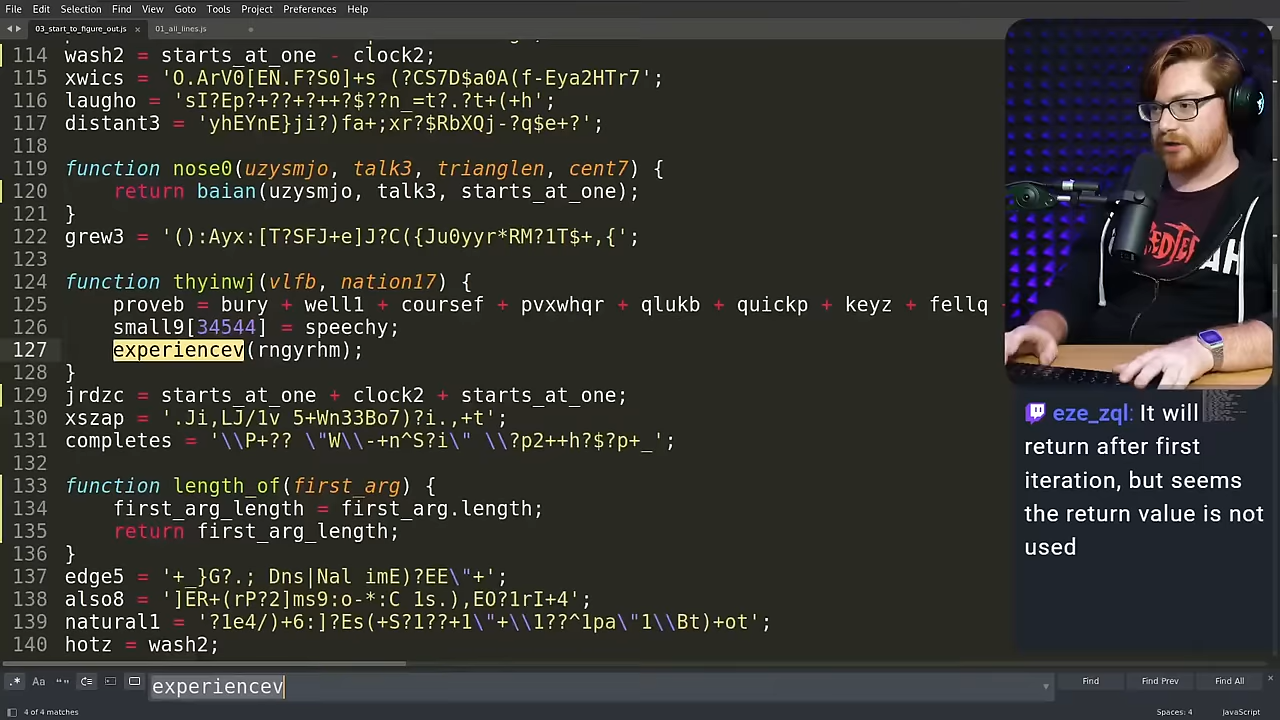 File Edit Selection Find View Goto Tools Project Preferences Help
03_start_to_figure_out.js × 01_all_lines.js
114 wash2 = starts_at_one - clock2;
115 xwics = 'O.ArV0[EN.F?S0]+s (?CS7D$a0A(f-Eya2HTr7';
116 laugho = 'sI?Ep?+??+?++?$??n_=t?.?t+(+h';
117 distant3 = 'yhEYnE}ji?)fa+;xr?$RbXQj-?q$e+?';
118
119 function nose0(uzysmjo, talk3, trianglen, cent7) {
120 return baian(uzysmjo, talk3, starts_at_one);
121 }
122 grew3 = '():Ayx:[T?SFJ+e]J?C({Ju0yyr*RM?1T$+,{';
123
124 function thyinwj(vlfb, nation17) {
125 proveb = bury + well1 + coursef + pvxwhqr + qlukb + quickp + keyz + fellq
126 small9[34544] = speechy;
127 experiencev(rngyrhm);
128 }
129 jrdzc = starts_at_one + clock2 + starts_at_one;
130 xszap = '.Ji,LJ/1v 5+Wn33Bo7)?i.,+t';
131 completes = '\\P+?? \"W\\-+n^S?i\" \\?p2++h?$?p+_';
132
133 function length_of(first_arg) {
134 first_arg_length = first_arg.length;
135 return first_arg_length;
136 }
137 edge5 = '+_}G?.; Dns|Nal imE)?EE\"+';
138 also8 = ']ER+(rP?2]ms9:o-*:C 1s.),EO?1rI+4';
139 natural1 = '?1e4/)+6:]?Es(+S?1??+1\"+\\1??^1pa\"1\\Bt)+ot';
140 hotz = wash2;
eze_zql: It will
return after first
iteration, but seems
the return value is not
used
.* Aa “” experiencev Find Find Prev Find All ×
4 of 4 matches Spaces: 4 JavaScript